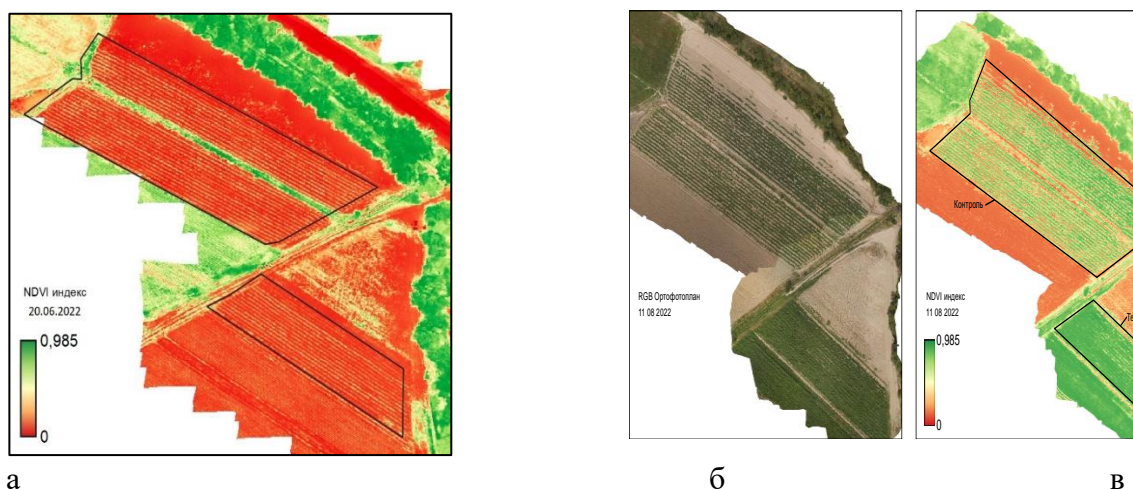 NDVI индекс
20.06.2022
0,985
0
RGB Ортофотоплан
11 08 2022
Контроль
NDVI индекс
11 08 2022
0,985
0
а
б
в